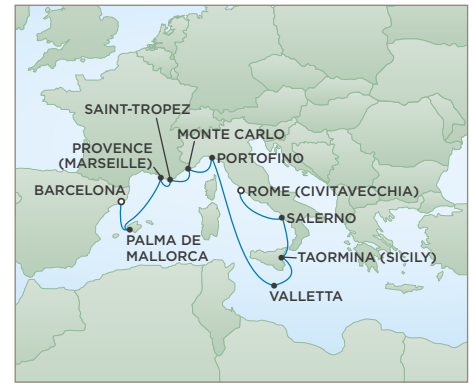 SAINT-TROPEZ
MONTE CARLO
PROVENCE
(MARSEILLE)
PORTOFINO
BARCELONA
ROME (CIVITAVECCHIA)
SALERNO
PALMA DE
MALLORCA
TAORMINA (SICILY)
VALLETTA